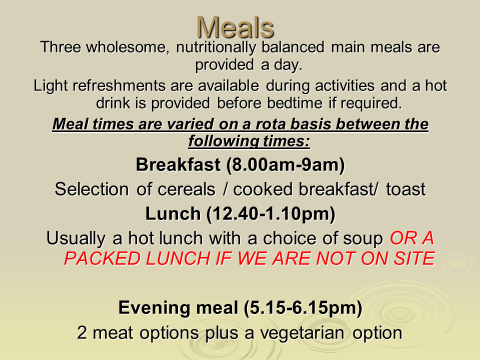 Meals
Three wholesome, nutritionally balanced main meals are
provided a day.
Light refreshments are available during activities and a hot
drink is provided before bedtime if required.
Meal times are varied on a rota basis between the
following times:
Breakfast (8.00am-9am)
Selection of cereals / cooked breakfast/ toast
Lunch (12.40-1.10pm)
Usually a hot lunch with a choice of soup OR A
PACKED LUNCH IF WE ARE NOT ON SITE
Evening meal (5.15-6.15pm)
2 meat options plus a vegetarian option